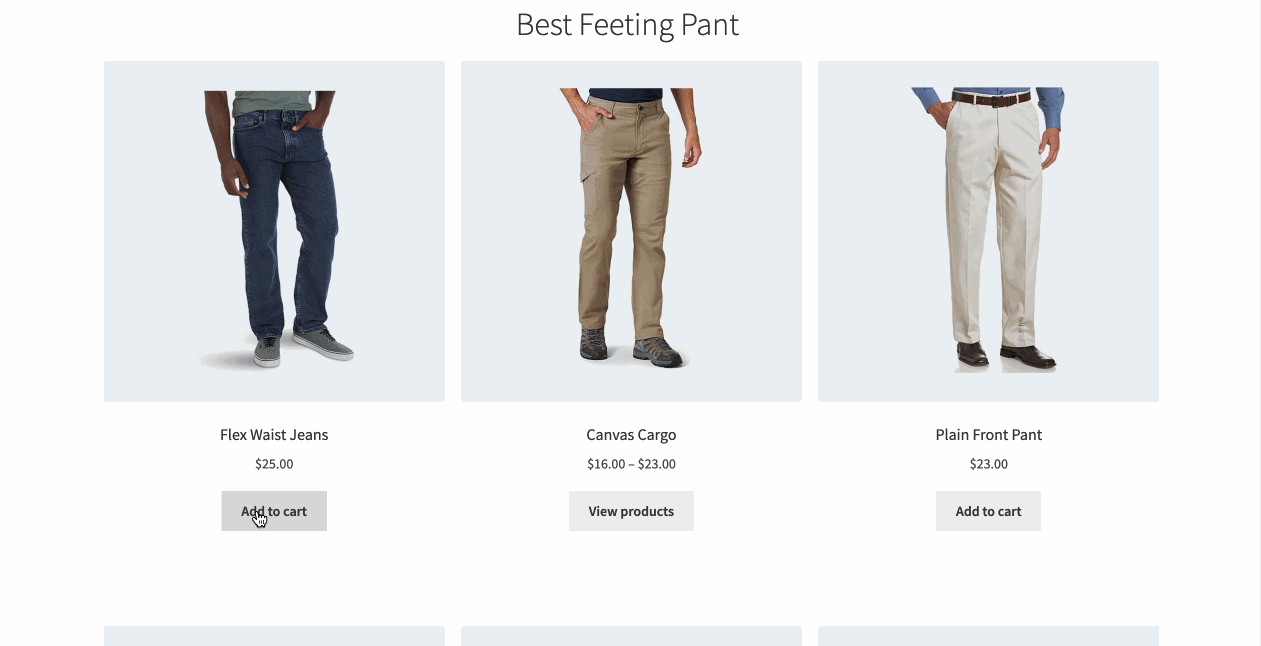 Best Feeting Pant
Flex Waist Jeans
Canvas Cargo
Plain Front Pant
$25.00
$16.00 – $23.00
$23.00
Add to cart
View products
Add to cart